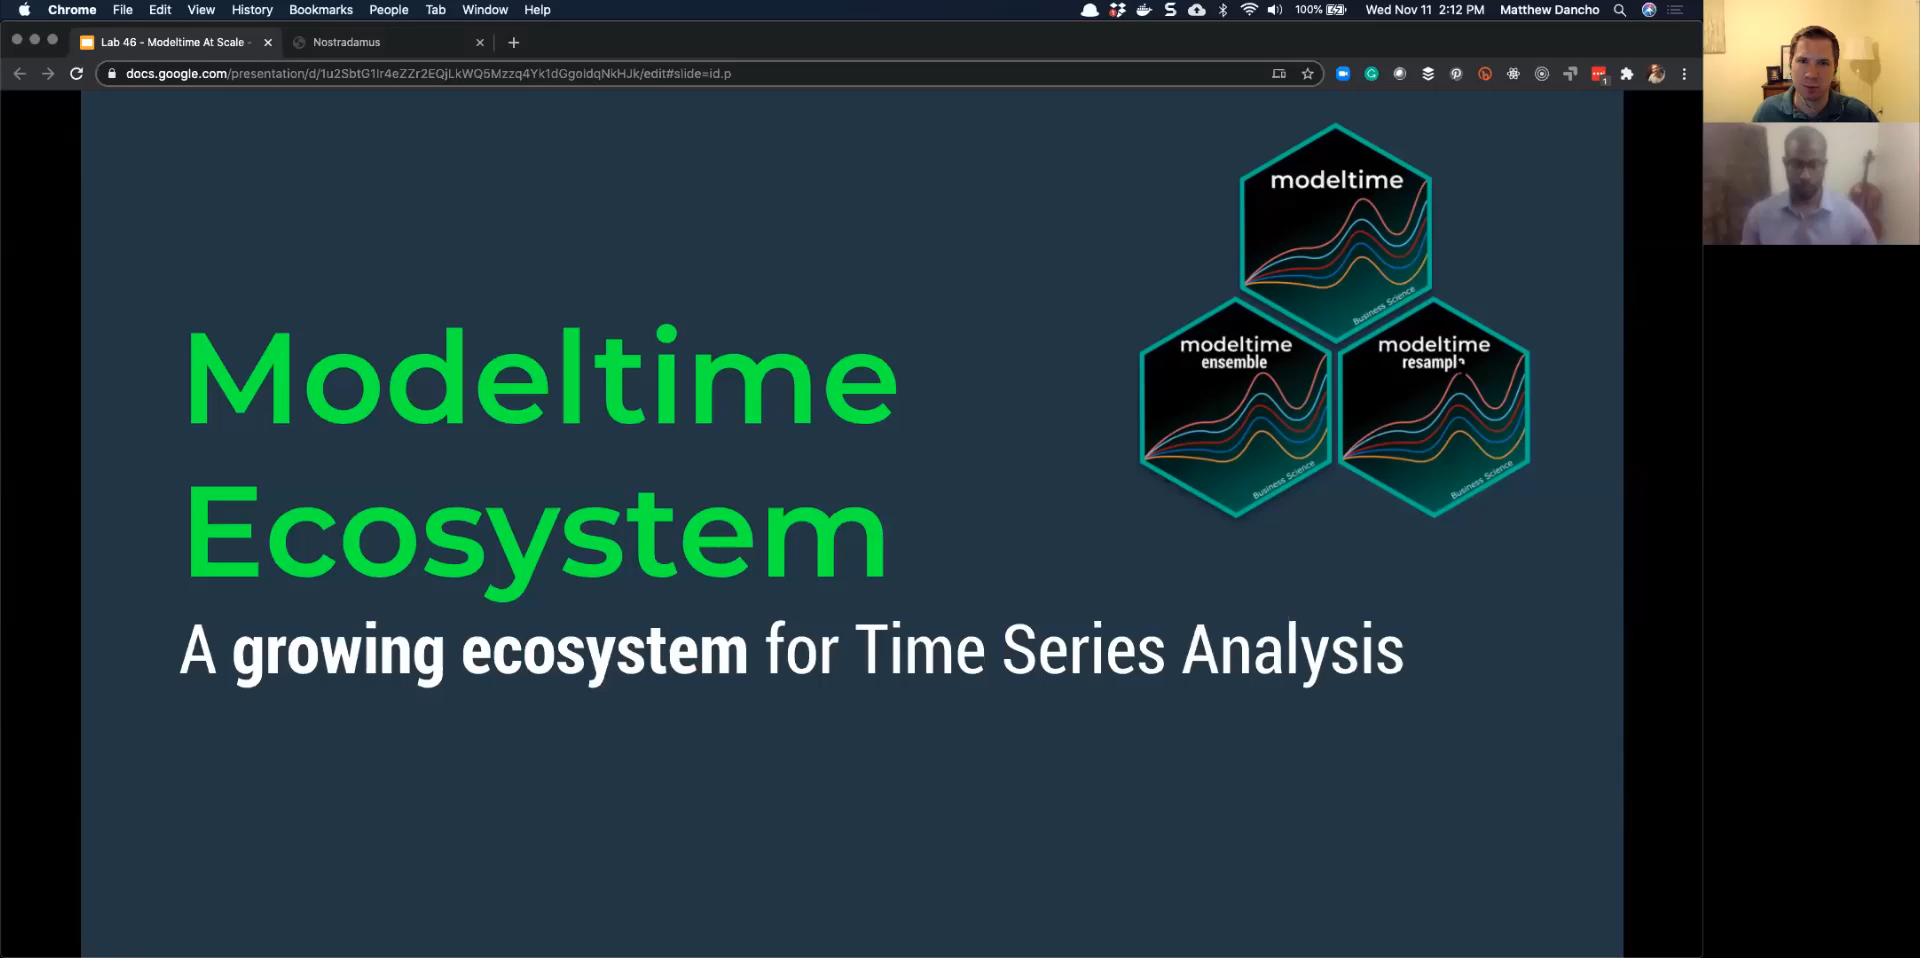 Chrome File Edit View History Bookmarks People Tab Window Help 100% Wed Nov 11 2:12 PM Matthew Dancho
Lab 46 - Modeltime At Scale - Nostradamus
docs.google.com/presentation/d/1u2SbtG1Ir4eZZr2EQjLkWQ5Mzzq4Yk1dGgoIdqNkHJk/edit#slide=id.p
modeltime
Business Science
modeltime
ensemble
Business Science
modeltime
Business Science
Modeltime
Ecosystem
A growing ecosystem for Time Series Analysis